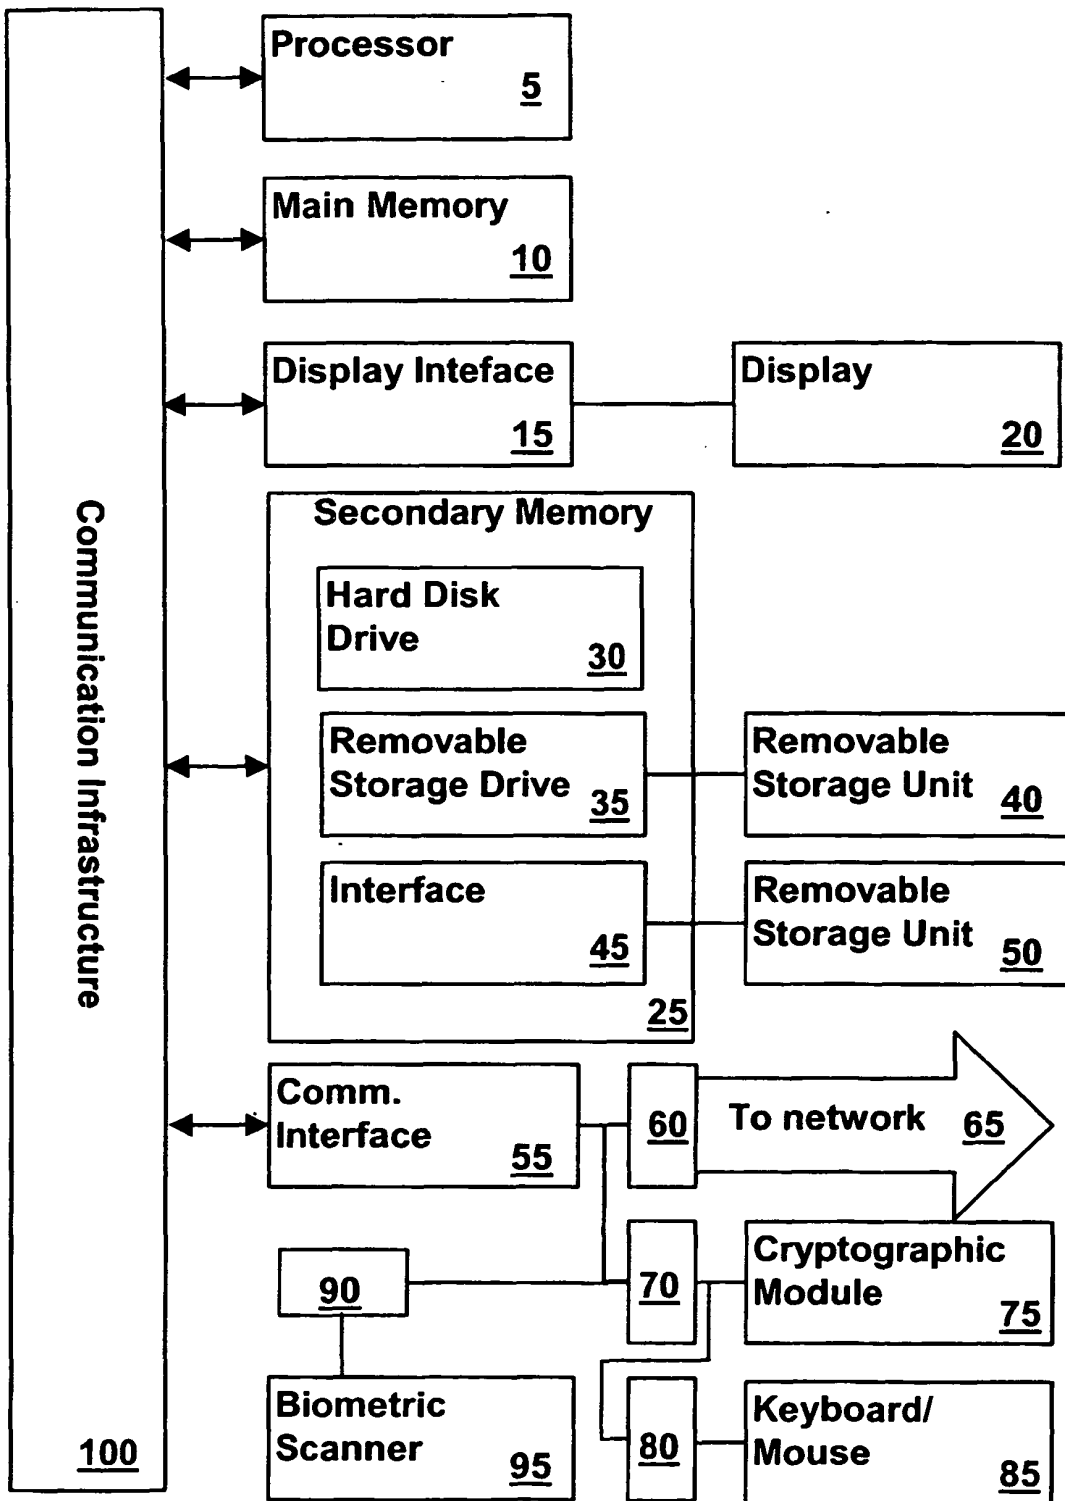 Communication Infrastructure
100
Processor
5
Main Memory
10
Display Inteface
15
Display
20
Secondary Memory
Hard Disk
Drive
30
Removable
Storage Drive
35
Removable
Storage Unit
40
Interface
45
Removable
Storage Unit
50
25
Comm.
Interface
55
60
To network
65
90
70
Cryptographic
Module
75
Biometric
Scanner
95
80
Keyboard/
Mouse
85